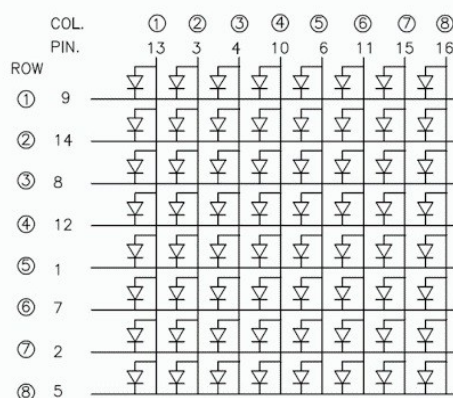 COL. ① ② ③ ④ ⑤ ⑥ ⑦ ⑧
PIN. 13 3 4 10 6 11 15 16
ROW
① 9
② 14
③ 8
④ 12
⑤ 1
⑥ 7
⑦ 2
⑧ 5